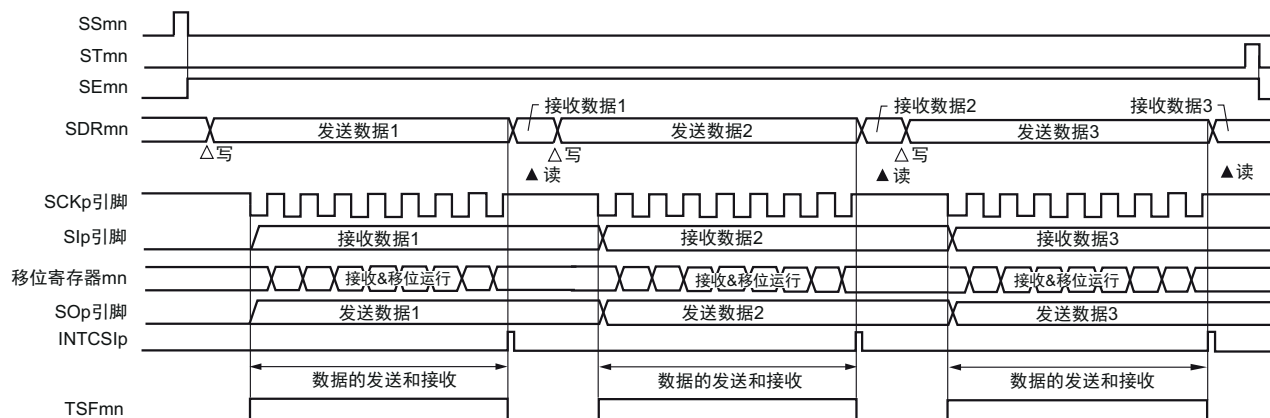 SSmn
STmn
SEmn
接收数据1 接收数据2 接收数据3
SDRmn 发送数据1 发送数据2 发送数据3
△写 △写 △写
▲读 ▲读 ▲读
SCKp引脚
SIp引脚 接收数据1 接收数据2 接收数据3
移位寄存器mn 接收&移位运行 接收&移位运行 接收&移位运行
SOp引脚 发送数据1 发送数据2 发送数据3
INTCSIp
数据的发送和接收 数据的发送和接收 数据的发送和接收
TSFmn